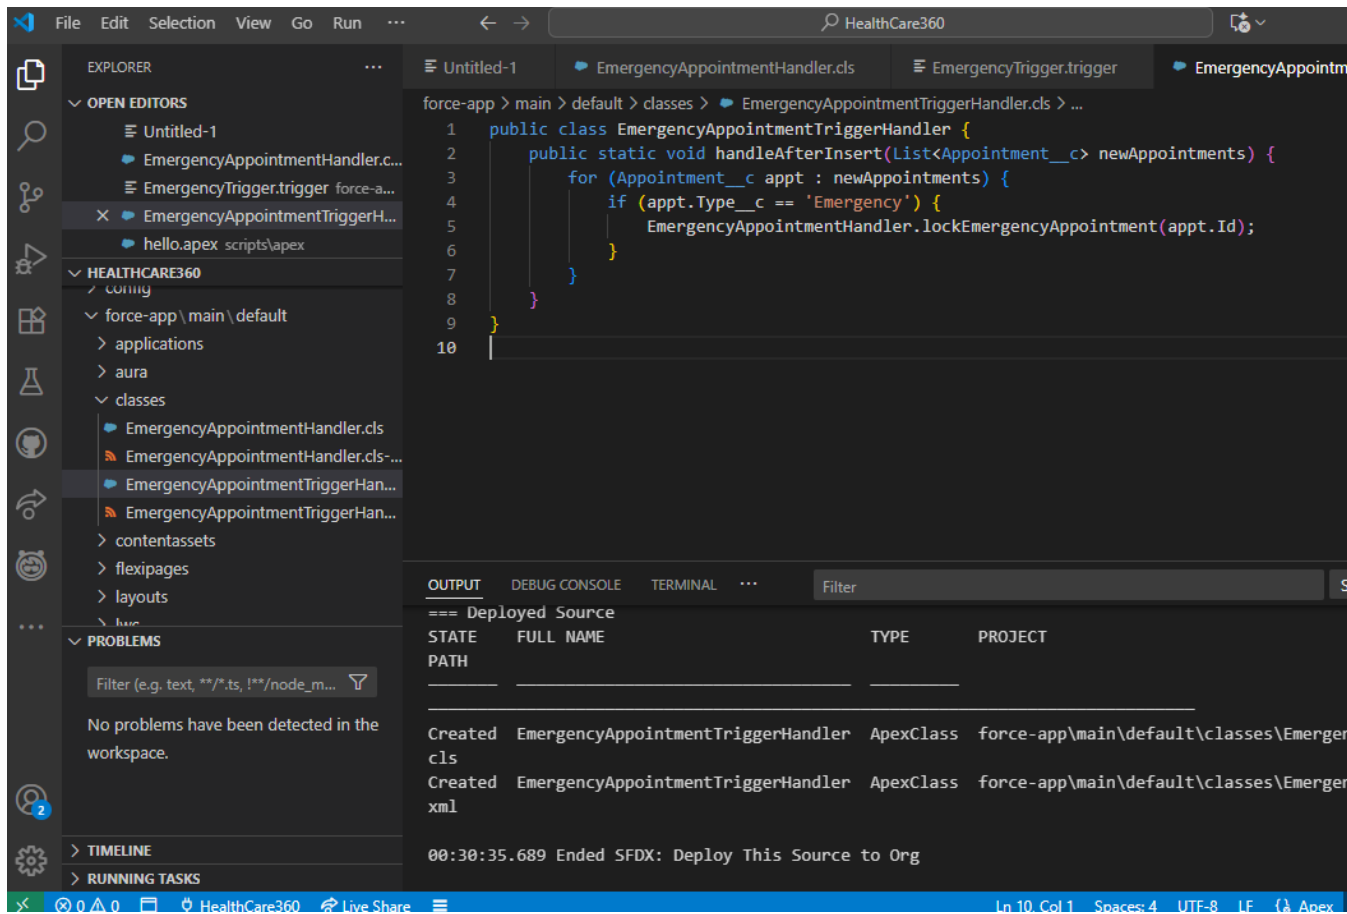 File Edit Selection View Go Run ···
HealthCare360
EXPLORER ···
OPEN EDITORS
Untitled-1
EmergencyAppointmentHandler.c...
EmergencyTrigger.trigger force-a...
EmergencyAppointmentTriggerH...
hello.apex scripts\apex
HEALTHCARE360
config
force-app\main\default
applications
aura
classes
EmergencyAppointmentHandler.cls
EmergencyAppointmentHandler.cls-...
EmergencyAppointmentTriggerHan...
EmergencyAppointmentTriggerHan...
contentassets
flexipages
layouts
lwc
PROBLEMS
Filter (e.g. text, **/*.ts, !**/node_m...
No problems have been detected in the
workspace.
TIMELINE
RUNNING TASKS
2
Untitled-1 EmergencyAppointmentHandler.cls EmergencyTrigger.trigger EmergencyAppointm
force-app > main > default > classes > EmergencyAppointmentTriggerHandler.cls > ...
1 public class EmergencyAppointmentTriggerHandler {
2 public static void handleAfterInsert(List<Appointment__c> newAppointments) {
3 for (Appointment__c appt : newAppointments) {
4 if (appt.Type__c == 'Emergency') {
5 EmergencyAppointmentHandler.lockEmergencyAppointment(appt.Id);
6 }
7 }
8 }
9 }
10
OUTPUT DEBUG CONSOLE TERMINAL ··· Filter
=== Deployed Source
STATE FULL NAME TYPE PROJECT
PATH
Created EmergencyAppointmentTriggerHandler ApexClass force-app\main\default\classes\Emerger
cls
Created EmergencyAppointmentTriggerHandler ApexClass force-app\main\default\classes\Emerger
xml
00:30:35.689 Ended SFDX: Deploy This Source to Org
0 0 HealthCare360 Live Share Ln 10, Col 1 Spaces: 4 UTF-8 LF Apex